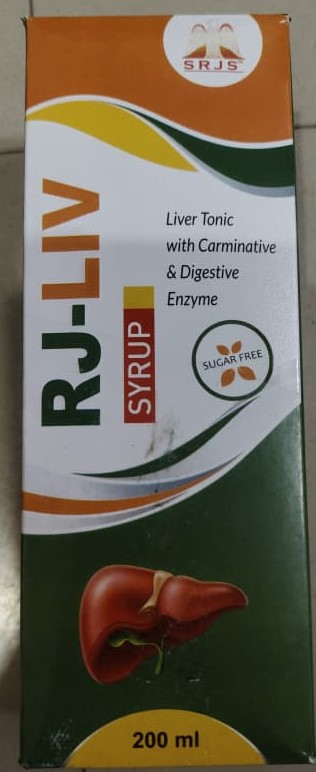 SRJS
RJ-LIV
SYRUP
Liver Tonic
with Carminative
& Digestive
Enzyme
SUGAR FREE
200 ml